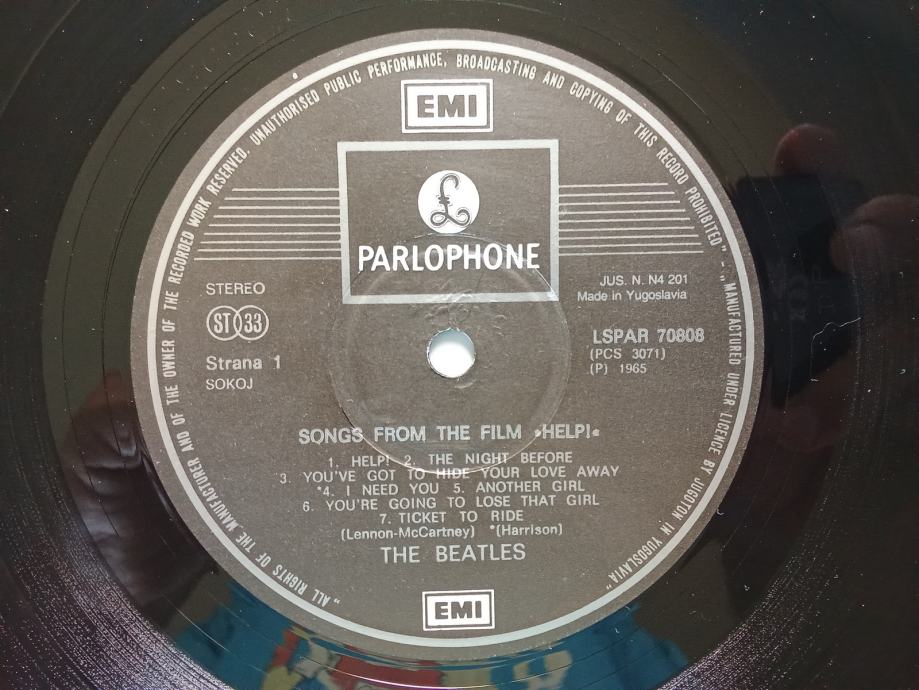 "ALL RIGHTS OF THE MANUFACTURER AND OF THE OWNER OF THE RECORDED WORK RESERVED. UNAUTHORISED PUBLIC PERFORMANCE, BROADCASTING AND COPYING OF THIS RECORD PROHIBITED" - "MANUFACTURED UNDER LICENCE BY JUGOTON IN YUGOSLAVIA"
EMI
£
PARLOPHONE
STEREO
ST 33
Strana 1
SOKOJ
JUS. N. N4 201
Made in Yugoslavia
LSPAR 70808
(PCS 3071)
(P) 1965
SONGS FROM THE FILM »HELP!«
1. HELP! 2. THE NIGHT BEFORE
3. YOU'VE GOT TO HIDE YOUR LOVE AWAY
*4. I NEED YOU 5. ANOTHER GIRL
6. YOU'RE GOING TO LOSE THAT GIRL
7. TICKET TO RIDE
(Lennon-McCartney) *(Harrison)
THE BEATLES
EMI